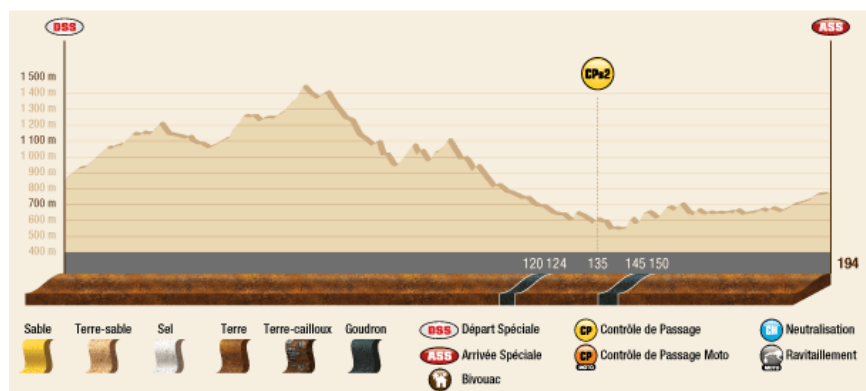 DSS
ASS
CPs2
1 500 m
1 400 m
1 300 m
1 200 m
1 100 m
1 000 m
900 m
800 m
700 m
600 m
500 m
400 m
120 124 135 145 150 194
Sable Terre-sable Sel Terre Terre-cailloux Goudron
DSS Départ Spéciale CP Contrôle de Passage CN Neutralisation
ASS Arrivée Spéciale CP MOTO Contrôle de Passage Moto MOTO Ravitaillement
Bivouac